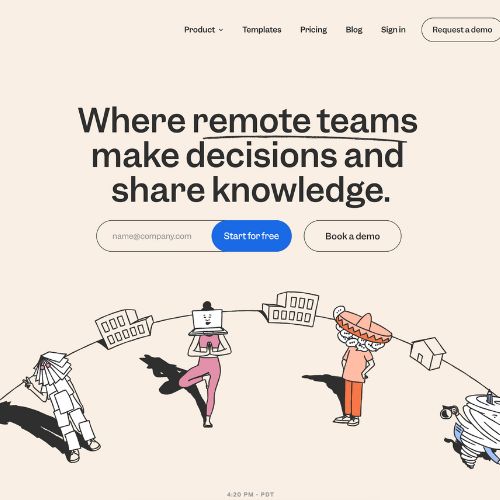 Product Templates Pricing Blog Sign in Request a demo
Where remote teams
make decisions and
share knowledge.
name@company.com Start for free Book a demo
4:20 PM - PDT